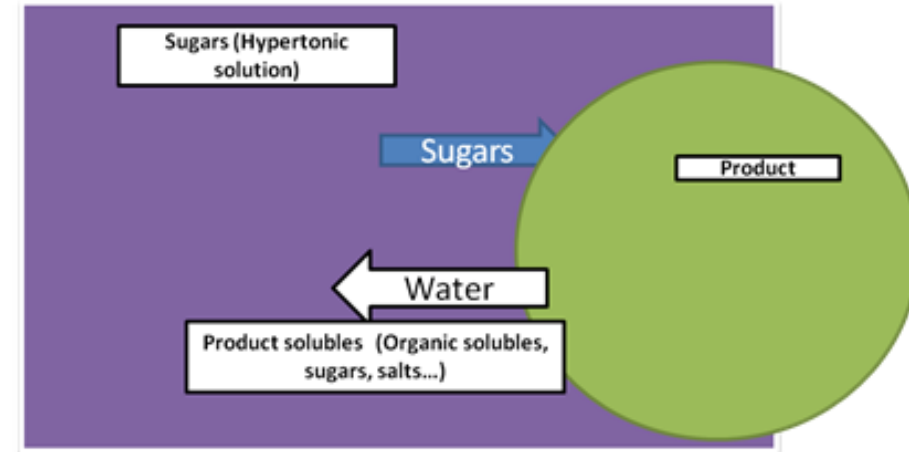 Sugars (Hypertonic
solution)
Sugars
Product
Water
Product solubles (Organic solubles,
sugars, salts...)